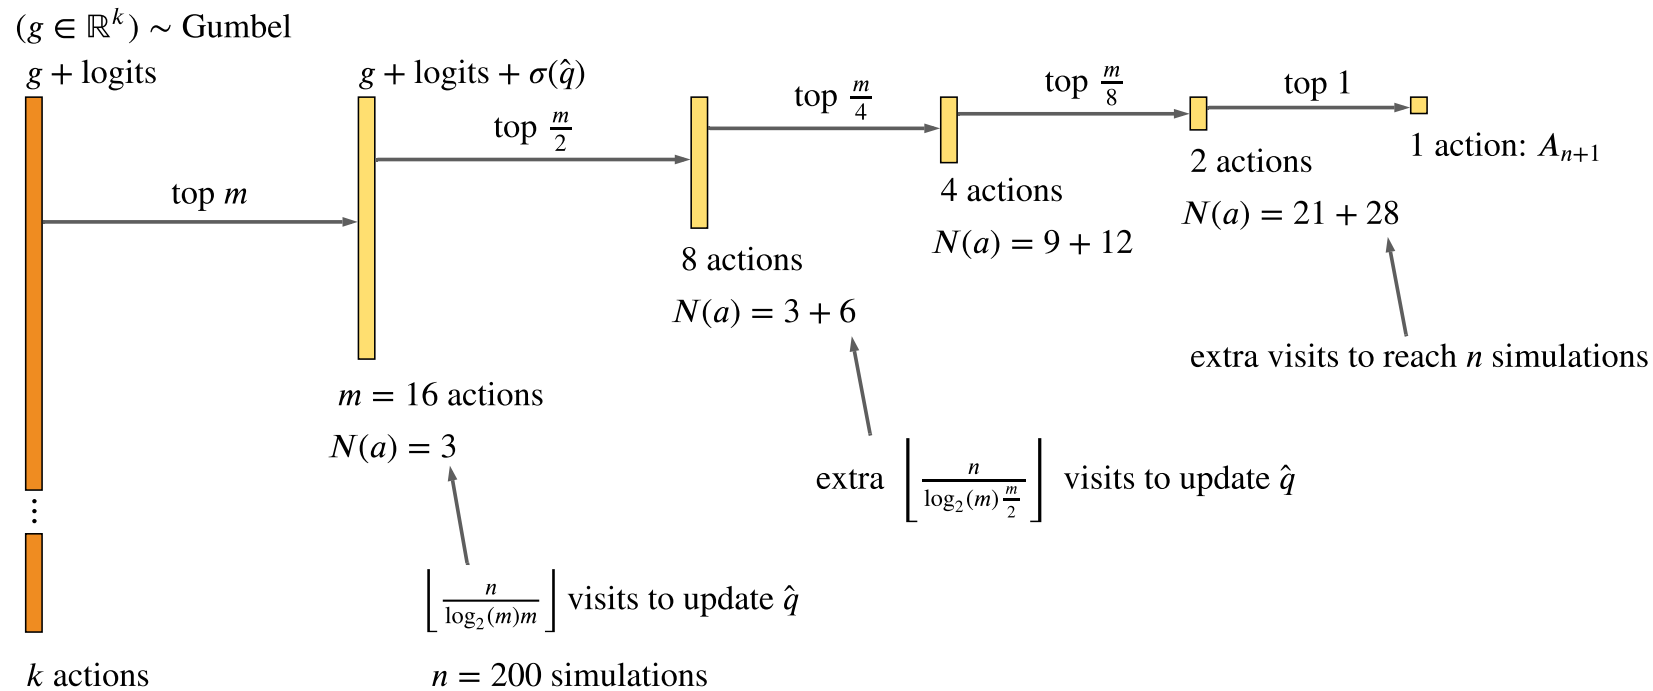 (g ∈ ℝ^k) ~ Gumbel
g + logits
g + logits + σ(q̂)
top m
top m/2
top m/4
top m/8
top 1
1 action: A_{n+1}
2 actions
N(a) = 21 + 28
4 actions
N(a) = 9 + 12
8 actions
N(a) = 3 + 6
extra visits to reach n simulations
m = 16 actions
N(a) = 3
extra ⌊n / (log₂(m) m/2)⌋ visits to update q̂
⋮
⌊n / (log₂(m)m)⌋ visits to update q̂
k actions
n = 200 simulations